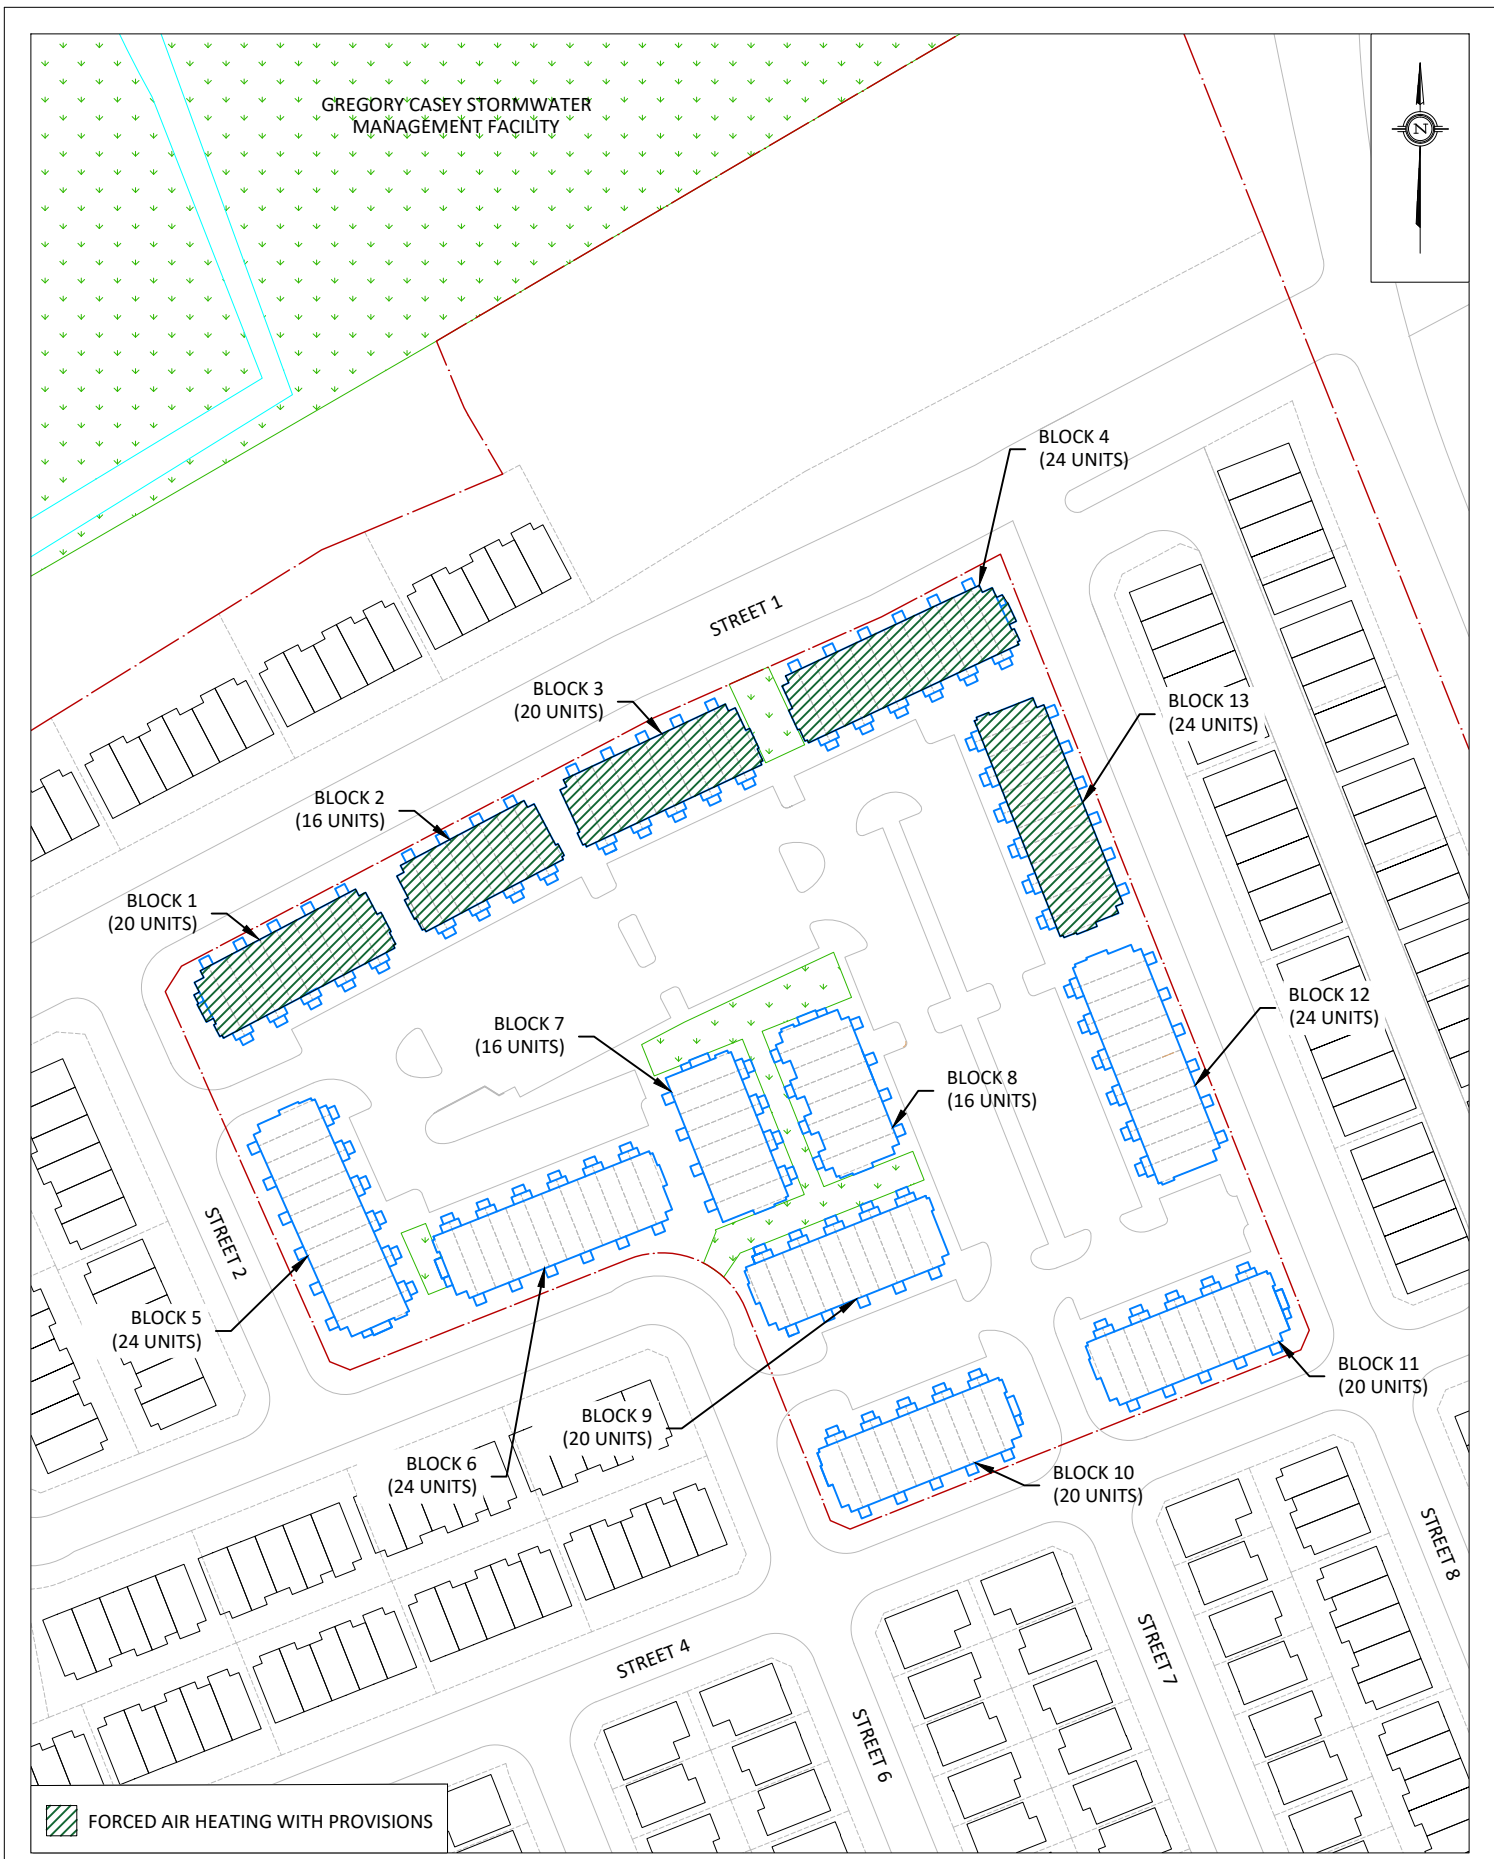 GREGORY CASEY STORMWATER
MANAGEMENT FACILITY
N
BLOCK 4
(24 UNITS)
STREET 1
BLOCK 3
(20 UNITS)
BLOCK 13
(24 UNITS)
BLOCK 2
(16 UNITS)
BLOCK 1
(20 UNITS)
BLOCK 12
(24 UNITS)
BLOCK 7
(16 UNITS)
BLOCK 8
(16 UNITS)
STREET 2
BLOCK 5
(24 UNITS)
BLOCK 11
(20 UNITS)
BLOCK 9
(20 UNITS)
BLOCK 6
(24 UNITS)
BLOCK 10
(20 UNITS)
STREET 8
STREET 4
STREET 7
STREET 6
FORCED AIR HEATING WITH PROVISIONS